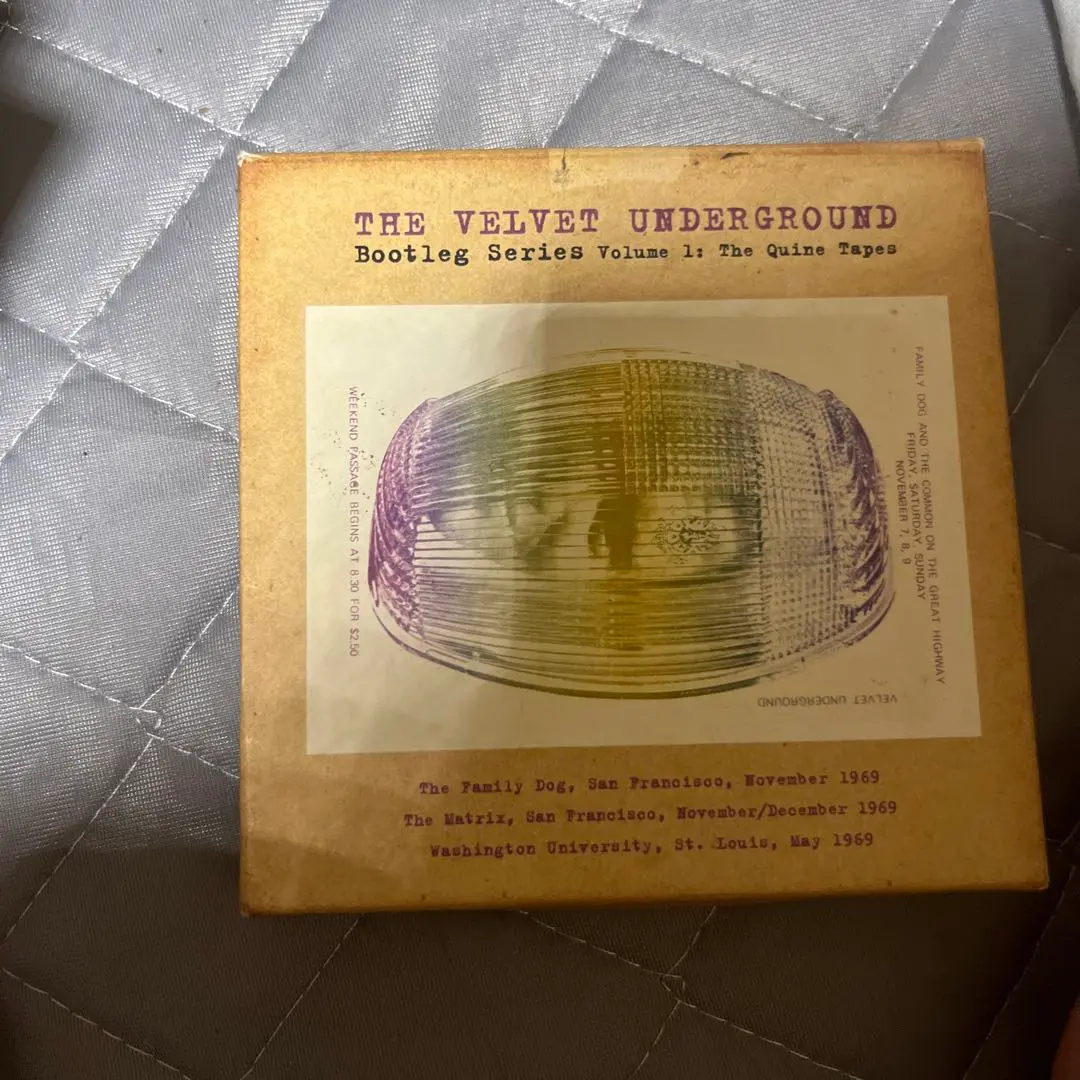 THE VELVET UNDERGROUND
Bootleg Series Volume 1: The Quine Tapes
WEEKEND PASSAGE BEGINS AT 8:30 FOR $2.50
FAMILY DOG AND THE COMMON ON THE GREAT HIGHWAY
FRIDAY, SATURDAY, SUNDAY
NOVEMBER 7, 8, 9
VELVET UNDERGROUND
The Family Dog, San Francisco, November 1969
The Matrix, San Francisco, November/December 1969
Washington University, St. Louis, May 1969